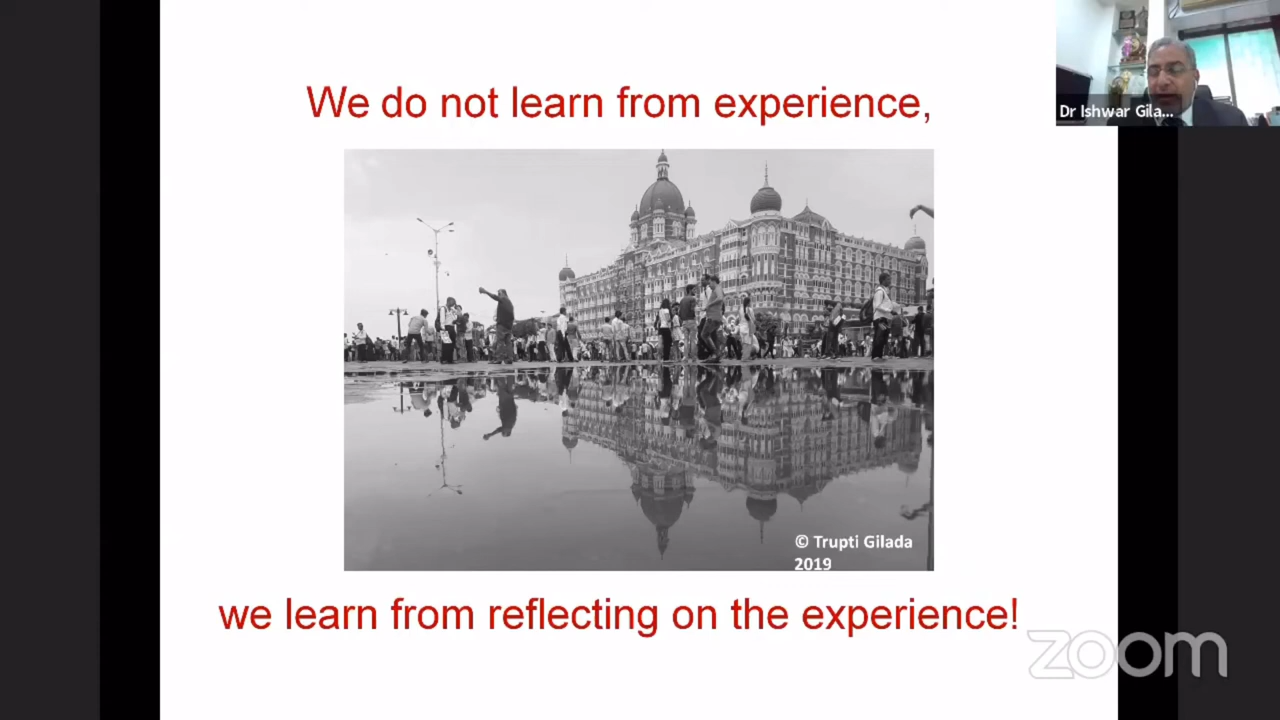 We do not learn from experience,
Dr Ishwar Gila...
© Trupti Gilada
2019
we learn from reflecting on the experience!
zoom